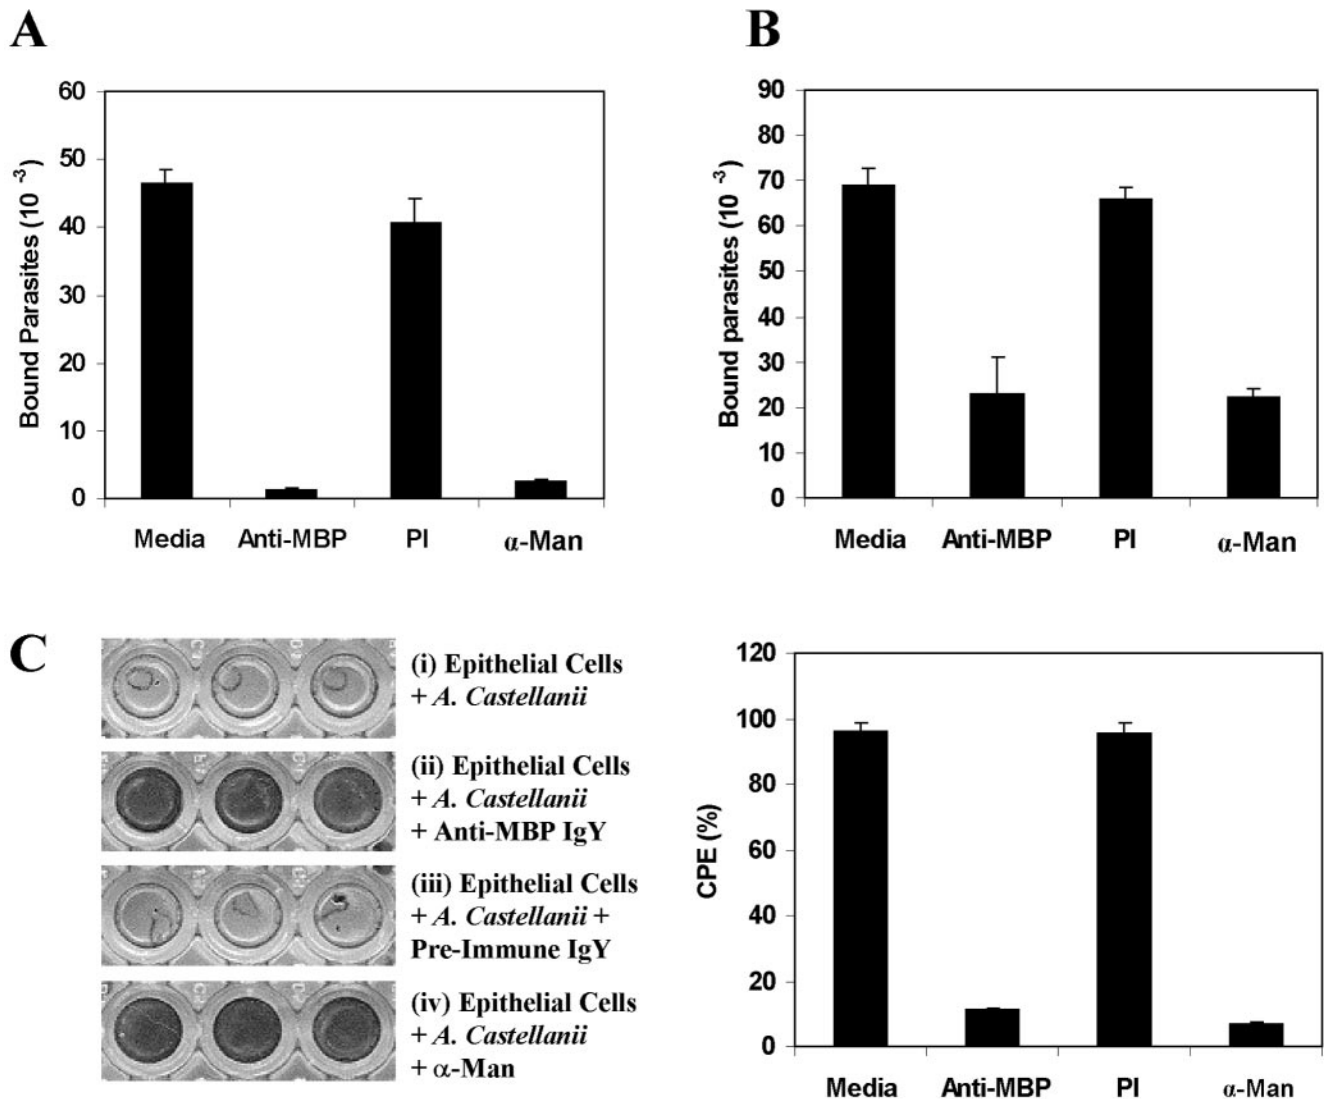 A
60
50
40
30
20
10
0
Bound Parasites (10 -3)
Media Anti-MBP PI α-Man
B
90
80
70
60
50
40
30
20
10
0
Bound parasites (10 -3)
Media Anti-MBP PI α-Man
C
(i) Epithelial Cells
+ A. Castellanii
(ii) Epithelial Cells
+ A. Castellanii
+ Anti-MBP IgY
(iii) Epithelial Cells
+ A. Castellanii +
Pre-Immune IgY
(iv) Epithelial Cells
+ A. Castellanii
+ α-Man
120
100
80
60
40
20
0
CPE (%)
Media Anti-MBP PI α-Man